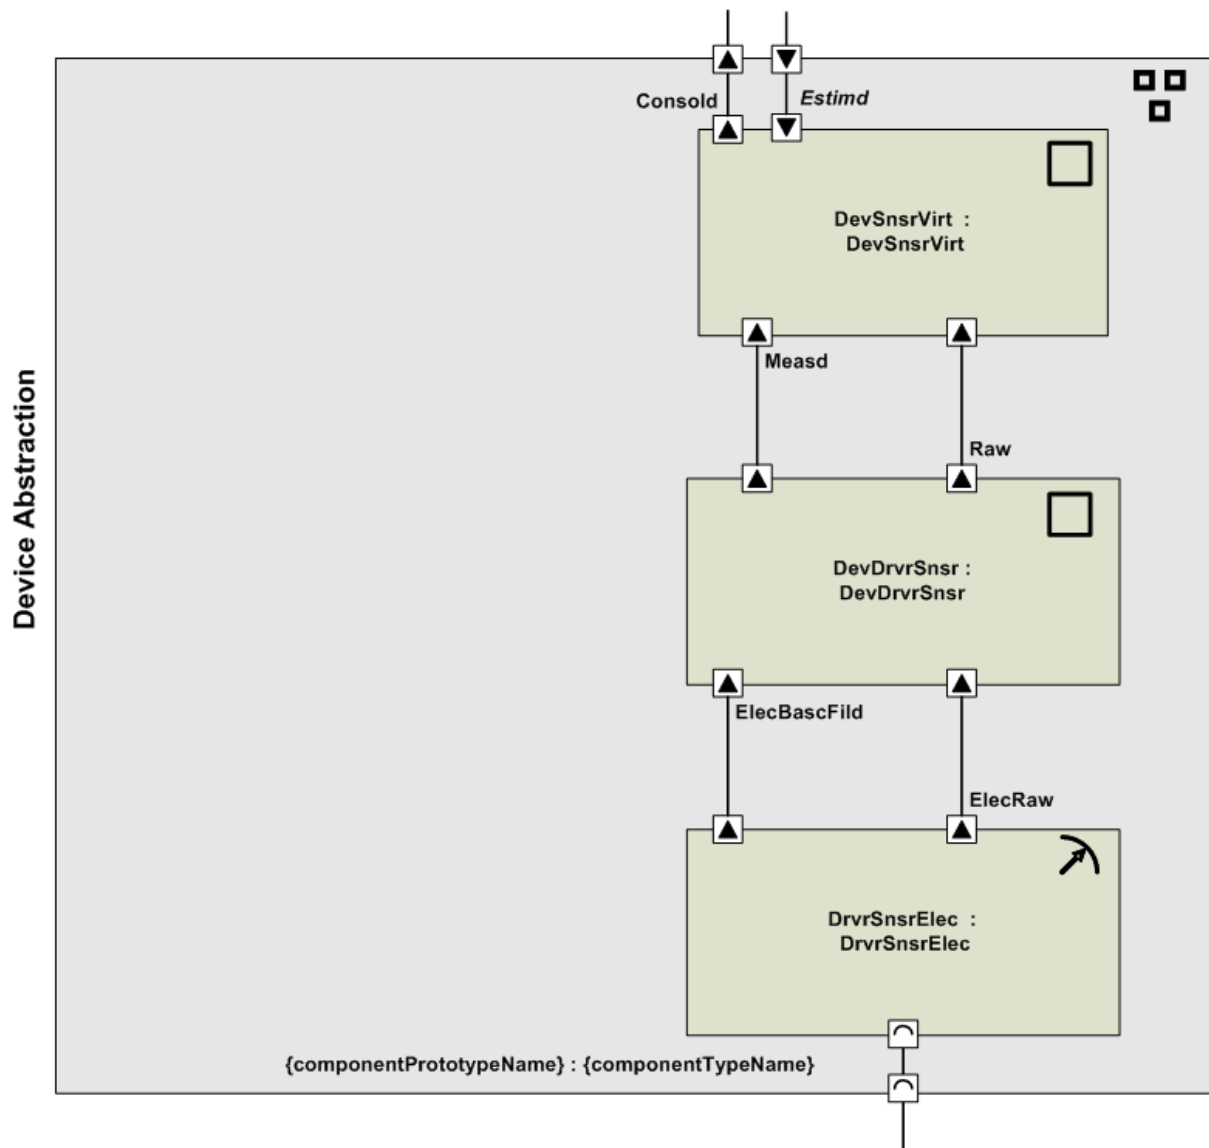 Consold
Estimd
DevSnsrVirt :
DevSnsrVirt
Measd
Raw
Device Abstraction
DevDrvrSnsr :
DevDrvrSnsr
ElecBascFild
ElecRaw
DrvrSnsrElec :
DrvrSnsrElec
{componentPrototypeName} : {componentTypeName}